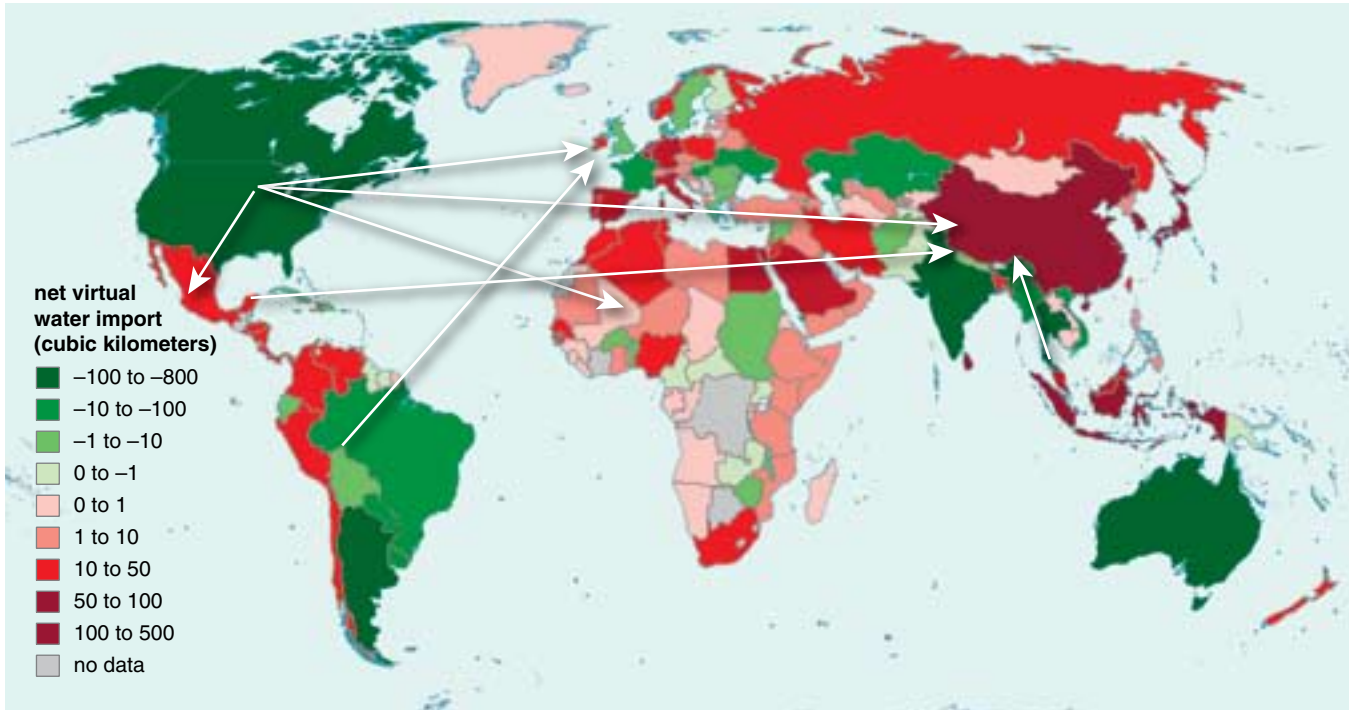 net virtual
water import
(cubic kilometers)
–100 to –800
–10 to –100
–1 to –10
0 to –1
0 to 1
1 to 10
10 to 50
50 to 100
100 to 500
no data